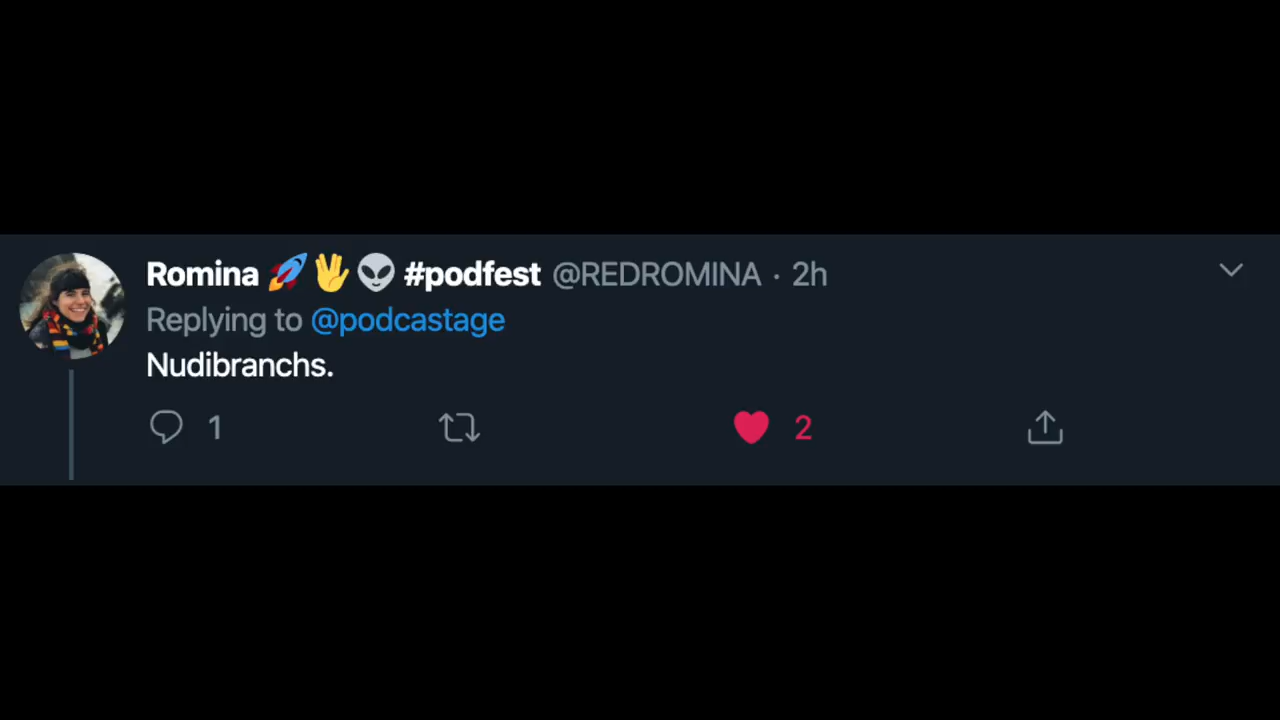 Romina 🚀🖖👽 #podfest @REDROMINA · 2h
Replying to @podcastage
Nudibranchs.
1 2